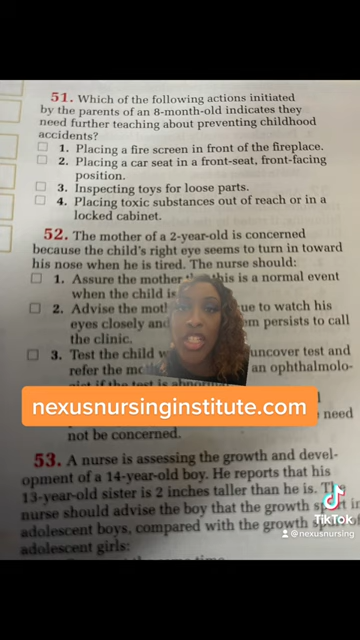 51. Which of the following actions initiated
by the parents of an 8-month-old indicates they
need further teaching about preventing childhood
accidents?
1. Placing a fire screen in front of the fireplace.
2. Placing a car seat in a front-seat, front-facing
position.
3. Inspecting toys for loose parts.
4. Placing toxic substances out of reach or in a
locked cabinet.
52. The mother of a 2-year-old is concerned
because the child's right eye seems to turn in toward
his nose when he is tired. The nurse should:
1. Assure the mother this is a normal event
when the child is
2. Advise the to watch his
eyes closely and persists to call
the clinic.
3. Test the child uncover test and
refer the an
if the test is
nexusnursinginstitute.com
need
not be concerned.
53. A nurse is assessing the growth and devel-
opment of a 14-year-old boy. He reports that his
13-year-old sister is 2 inches taller than he is. The
nurse should advise the boy that the growth in
adolescent boys, compared with the growth of
adolescent girls:
TikTok
@nexusnursing